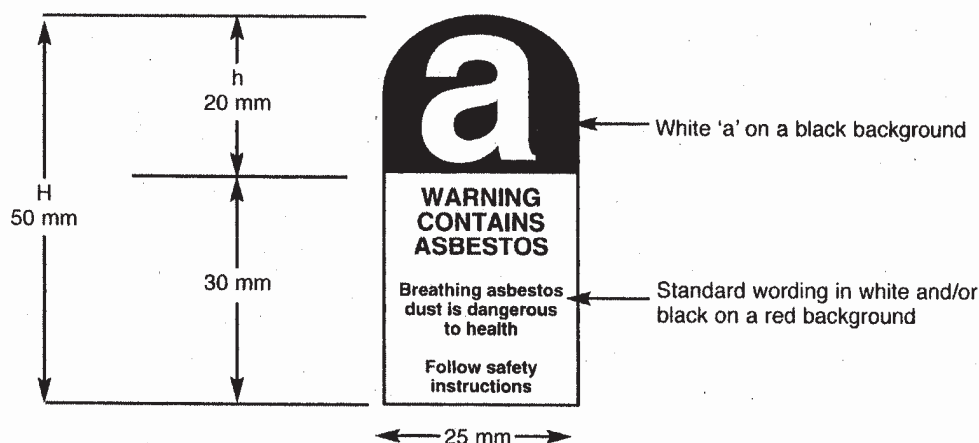 h
20 mm
H
50 mm
30 mm
a
WARNING
CONTAINS
ASBESTOS
Breathing asbestos
dust is dangerous
to health
Follow safety
instructions
White ‘a’ on a black background
Standard wording in white and/or
black on a red background
25 mm